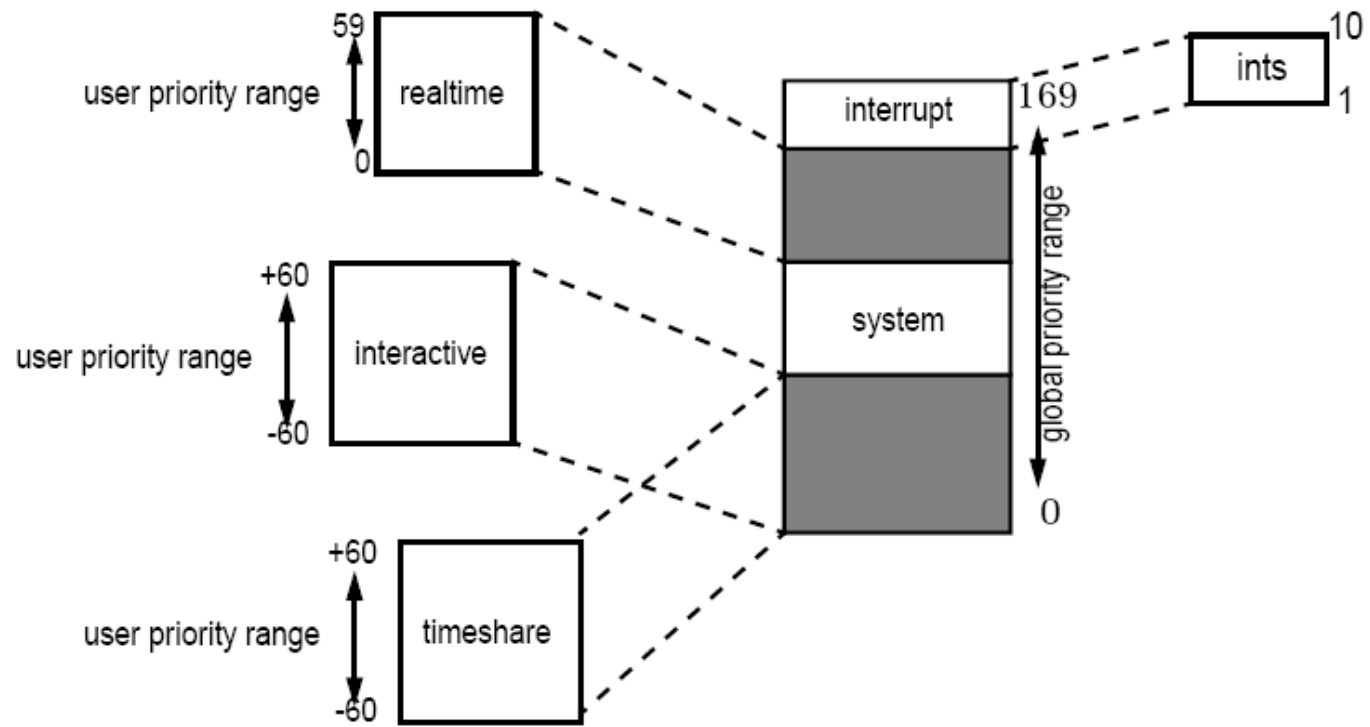 59
user priority range
realtime
0
+60
user priority range
interactive
-60
+60
user priority range
timeshare
-60
interrupt
system
169
global priority range
0
10
ints
1